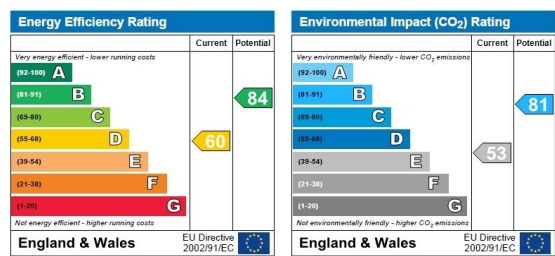 Energy Efficiency Rating
Current Potential
Very energy efficient - lower running costs
(92-100) A
(81-91) B
(69-80) C
(55-68) D
(39-54) E
(21-38) F
(1-20) G
84
60
Not energy efficient - higher running costs
England & Wales
EU Directive
2002/91/EC
Environmental Impact (CO2) Rating
Current Potential
Very environmentally friendly - lower CO2 emissions
(92-100) A
(81-91) B
(69-80) C
(55-68) D
(39-54) E
(21-38) F
(1-20) G
81
53
Not environmentally friendly - higher CO2 emissions
England & Wales
EU Directive
2002/91/EC